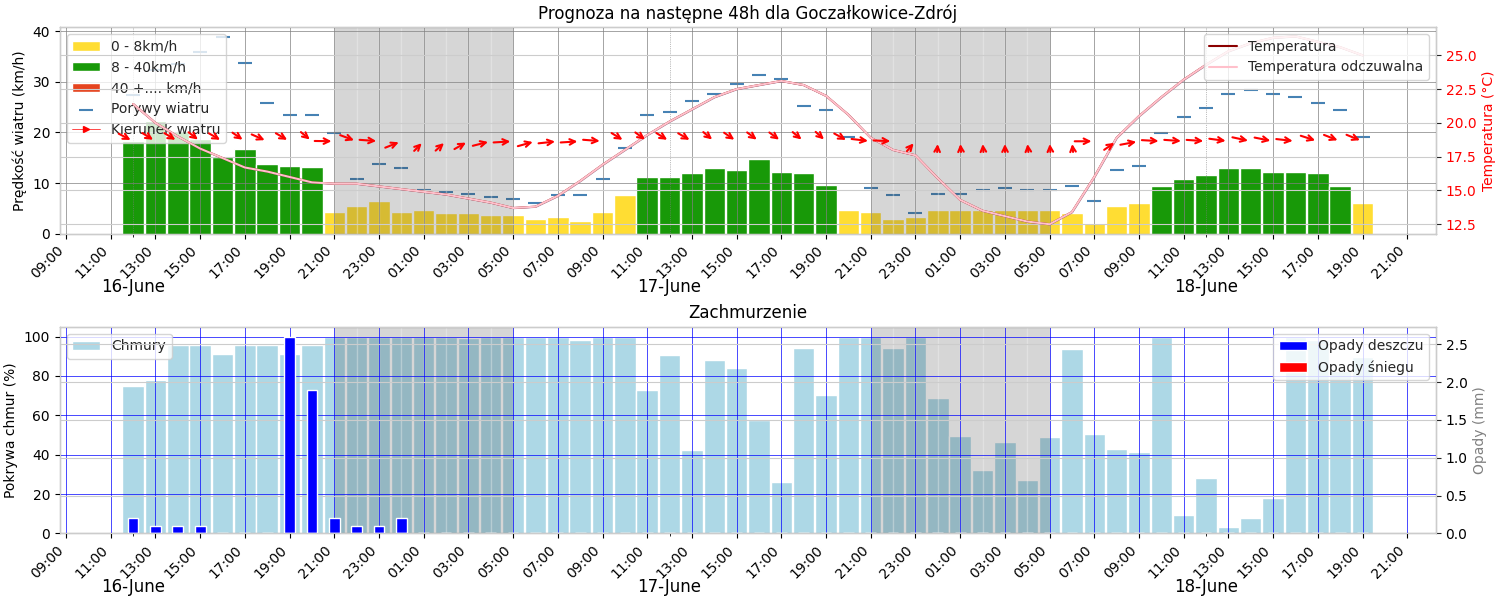 Prognoza na następne 48h dla Goczałkowice-Zdrój
Prędkość wiatru (km/h)
40
30
20
10
0
0 - 8km/h
8 - 40km/h
40 +.... km/h
Porywy wiatru
Kierunek wiatru
Temperatura
Temperatura odczuwalna
25.0
22.5
20.0
17.5
15.0
12.5
Temperatura (°C)
09:00 11:00 13:00 15:00 17:00 19:00 21:00 23:00 01:00 03:00 05:00 07:00 09:00 11:00 13:00 15:00 17:00 19:00 21:00 23:00 01:00 03:00 05:00 07:00 09:00 11:00 13:00 15:00 17:00 19:00 21:00
16-June 17-June 18-June
Zachmurzenie
Pokrywa chmur (%)
100
80
60
40
20
0
Chmury
Opady deszczu
Opady śniegu
2.5
2.0
1.5
1.0
0.5
0.0
Opady (mm)
09:00 11:00 13:00 15:00 17:00 19:00 21:00 23:00 01:00 03:00 05:00 07:00 09:00 11:00 13:00 15:00 17:00 19:00 21:00 23:00 01:00 03:00 05:00 07:00 09:00 11:00 13:00 15:00 17:00 19:00 21:00
16-June 17-June 18-June